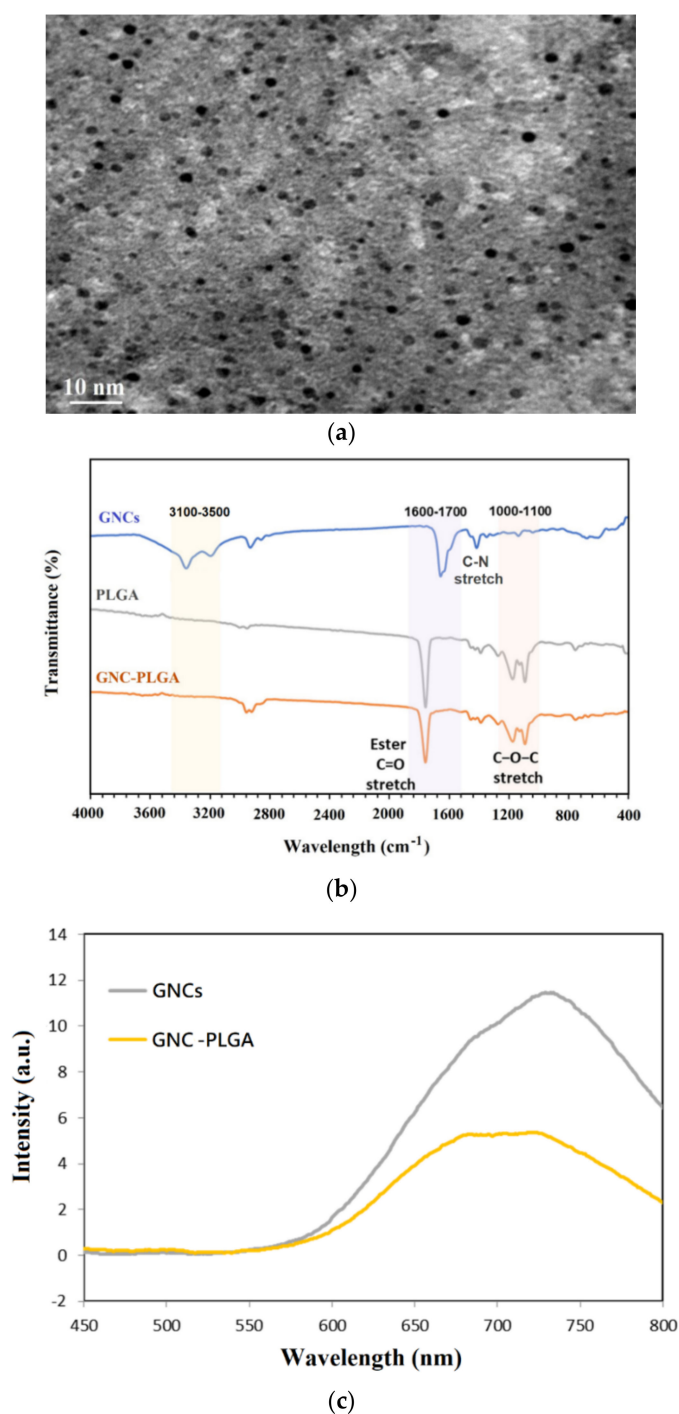 10 nm
(a)
3100-3500
1600-1700
1000-1100
GNCs
C-N
stretch
PLGA
GNC-PLGA
Ester
C=O
stretch
C–O–C
stretch
Transmittance (%)
4000 3600 3200 2800 2400 2000 1600 1200 800 400
Wavelength (cm⁻¹)
(b)
14
12
10
8
6
4
2
0
-2
GNCs
GNC -PLGA
Intensity (a.u.)
450 500 550 600 650 700 750 800
Wavelength (nm)
(c)